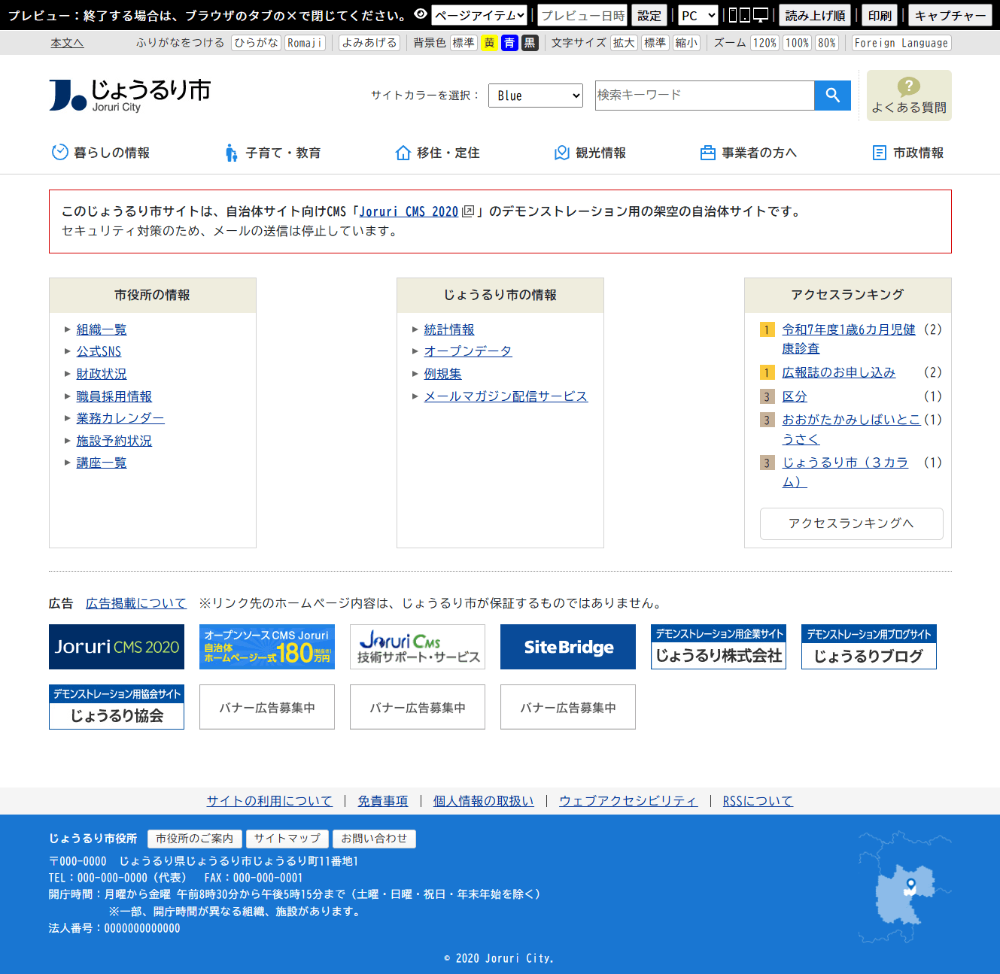 プレビュー：終了する場合は、ブラウザのタブの×で閉じてください。 ページアイテム | プレビュー日時 設定 | PC | | 読み上げ順 | 印刷 | キャプチャー
本文へ ふりがなをつける ひらがな Romaji よみあげる 背景色 標準 黄 青 黒 文字サイズ 拡大 標準 縮小 ズーム 120% 100% 80% Foreign Language
じょうるり市
Joruri City
サイトカラーを選択： Blue 検索キーワード
?
よくある質問
暮らしの情報 子育て・教育 移住・定住 観光情報 事業者の方へ 市政情報
このじょうるり市サイトは、自治体サイト向けCMS「Joruri CMS 2020」のデモンストレーション用の架空の自治体サイトです。
セキュリティ対策のため、メールの送信は停止しています。
市役所の情報
組織一覧
公式SNS
財政状況
職員採用情報
業務カレンダー
施設予約状況
講座一覧
じょうるり市の情報
統計情報
オープンデータ
例規集
メールマガジン配信サービス
アクセスランキング
1 令和7年度1歳6カ月児健 (2)
康診査
1 広報誌のお申し込み (2)
3 区分 (1)
3 おおがたかみしばいとこ (1)
うさく
3 じょうるり市（３カラ (1)
ム）
アクセスランキングへ
広告 広告掲載について ※リンク先のホームページ内容は、じょうるり市が保証するものではありません。
Joruri CMS 2020
オープンソース CMS Joruri
自治体
ホームページ一式180万円(税抜き)
Joruri CMS
技術サポート・サービス
SiteBridge
デモンストレーション用企業サイト
じょうるり株式会社
デモンストレーション用ブログサイト
じょうるりブログ
デモンストレーション用協会サイト
じょうるり協会
バナー広告募集中
バナー広告募集中
バナー広告募集中
サイトの利用について | 免責事項 | 個人情報の取扱い | ウェブアクセシビリティ | RSSについて
じょうるり市役所 市役所のご案内 サイトマップ お問い合わせ
〒000-0000 じょうるり県じょうるり市じょうるり町11番地1
TEL：000-000-0000（代表） FAX：000-000-0001
開庁時間：月曜から金曜 午前8時30分から午後5時15分まで（土曜・日曜・祝日・年末年始を除く）
※一部、開庁時間が異なる組織、施設があります。
法人番号：0000000000000
© 2020 Joruri City.